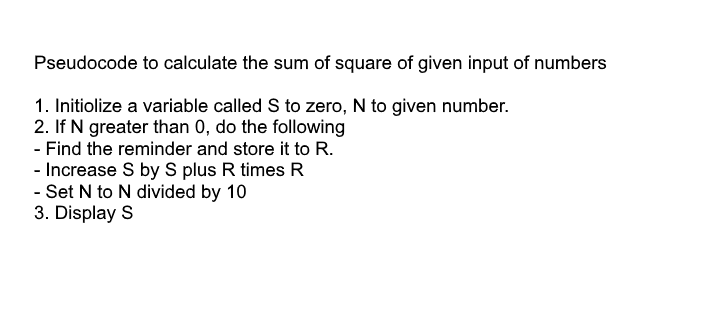 Pseudocode to calculate the sum of square of given input of numbers
1. Initiolize a variable called S to zero, N to given number.
2. If N greater than 0, do the following
- Find the reminder and store it to R.
- Increase S by S plus R times R
- Set N to N divided by 10
3. Display S